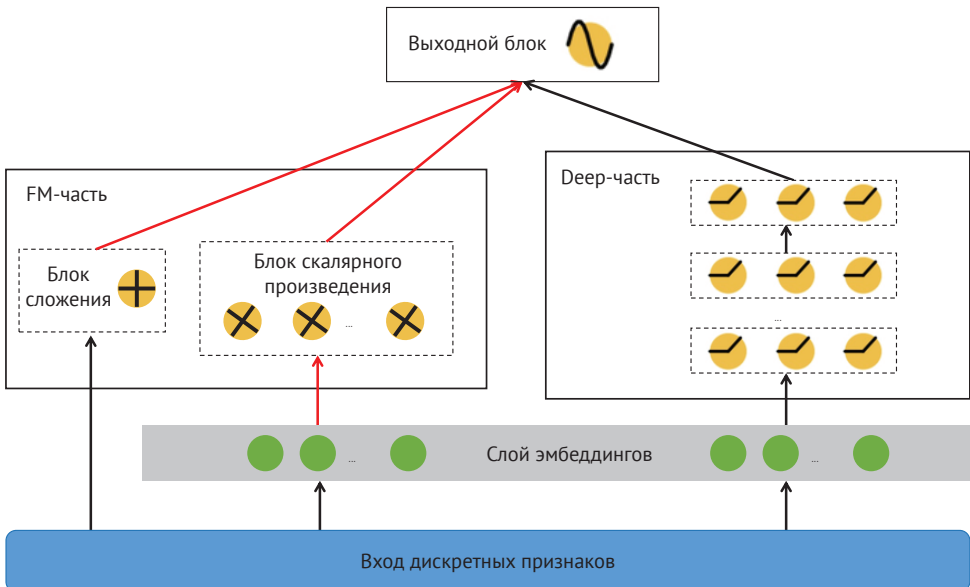 Выходной блок
FM-часть
Deep-часть
Блок
сложения
Блок скалярного
произведения
...
...
Слой эмбеддингов
...
...
Вход дискретных признаков